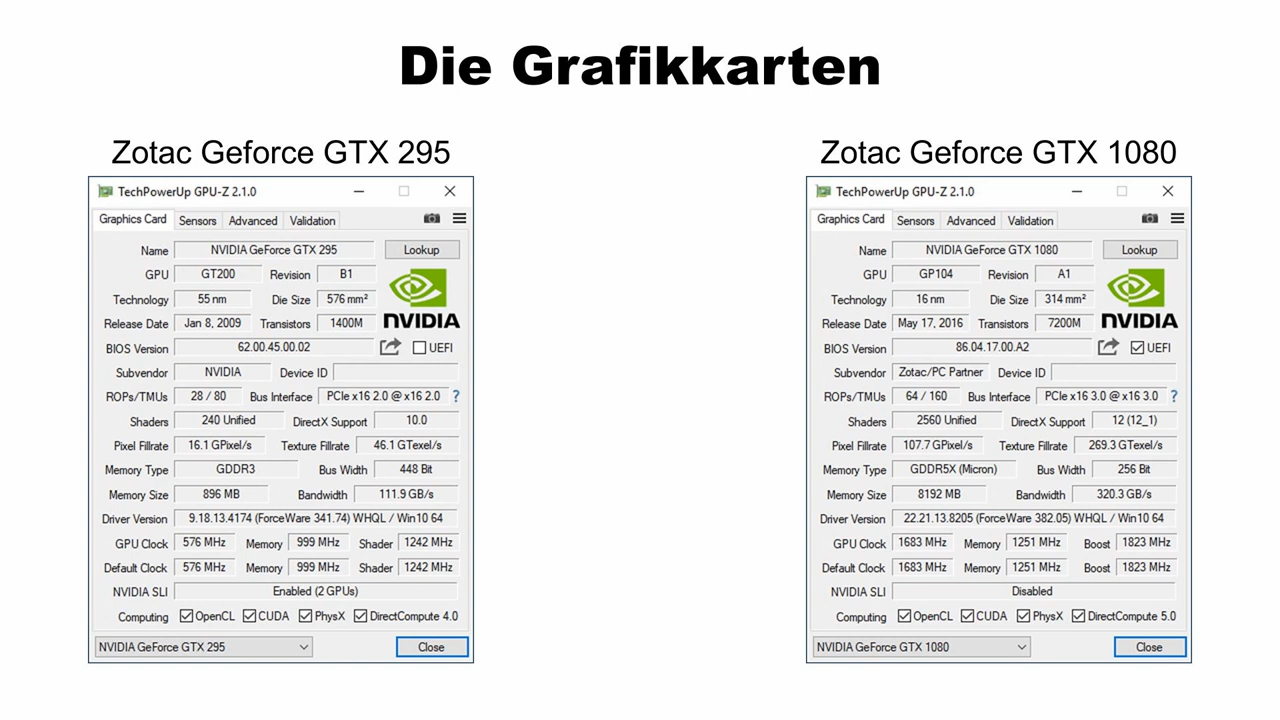 Die Grafikkarten
Zotac Geforce GTX 295
TechPowerUp GPU-Z 2.1.0
Graphics Card Sensors Advanced Validation
Name NVIDIA GeForce GTX 295 Lookup
GPU GT200 Revision B1
Technology 55 nm Die Size 576 mm²
NVIDIA
Release Date Jan 8, 2009 Transistors 1400M
BIOS Version 62.00.45.00.02 UEFI
Subvendor NVIDIA Device ID
ROPs/TMUs 28 / 80 Bus Interface PCIe x16 2.0 @ x16 2.0 ?
Shaders 240 Unified DirectX Support 10.0
Pixel Fillrate 16.1 GPixel/s Texture Fillrate 46.1 GTexel/s
Memory Type GDDR3 Bus Width 448 Bit
Memory Size 896 MB Bandwidth 111.9 GB/s
Driver Version 9.18.13.4174 (ForceWare 341.74) WHQL / Win10 64
GPU Clock 576 MHz Memory 999 MHz Shader 1242 MHz
Default Clock 576 MHz Memory 999 MHz Shader 1242 MHz
NVIDIA SLI Enabled (2 GPUs)
Computing OpenCL CUDA PhysX DirectCompute 4.0
NVIDIA GeForce GTX 295 Close
Zotac Geforce GTX 1080
TechPowerUp GPU-Z 2.1.0
Graphics Card Sensors Advanced Validation
Name NVIDIA GeForce GTX 1080 Lookup
GPU GP104 Revision A1
Technology 16 nm Die Size 314 mm²
NVIDIA
Release Date May 17, 2016 Transistors 7200M
BIOS Version 86.04.17.00.A2 UEFI
Subvendor Zotac/PC Partner Device ID
ROPs/TMUs 64 / 160 Bus Interface PCIe x16 3.0 @ x16 3.0 ?
Shaders 2560 Unified DirectX Support 12 (12_1)
Pixel Fillrate 107.7 GPixel/s Texture Fillrate 269.3 GTexel/s
Memory Type GDDR5X (Micron) Bus Width 256 Bit
Memory Size 8192 MB Bandwidth 320.3 GB/s
Driver Version 22.21.13.8205 (ForceWare 382.05) WHQL / Win10 64
GPU Clock 1683 MHz Memory 1251 MHz Boost 1823 MHz
Default Clock 1683 MHz Memory 1251 MHz Boost 1823 MHz
NVIDIA SLI Disabled
Computing OpenCL CUDA PhysX DirectCompute 5.0
NVIDIA GeForce GTX 1080 Close